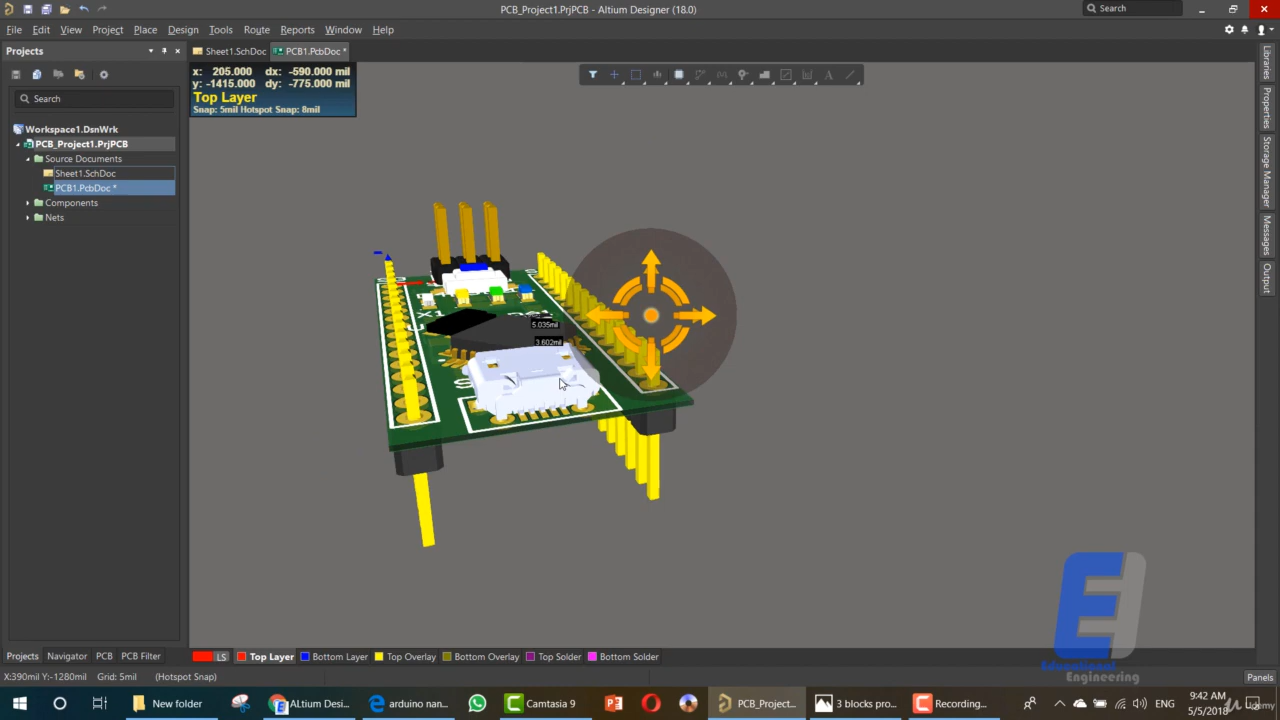 PCB_Project1.PrjPCB - Altium Designer (18.0)
Search
File Edit View Project Place Design Tools Route Reports Window Help
Projects
Sheet1.SchDoc
PCB1.PcbDoc *
Search
Workspace1.DsnWrk
PCB_Project1.PrjPCB
Source Documents
Sheet1.SchDoc
PCB1.PcbDoc *
Components
Nets
x: 205.000 dx: -590.000 mil
y: -1415.000 dy: -775.000 mil
Top Layer
Snap: 5mil Hotspot Snap: 8mil
X1
5.035mil
3.602mil
Libraries
Properties
Storage Manager
Messages
Output
Educational
Engineering
Projects Navigator PCB PCB Filter
LS Top Layer Bottom Layer Top Overlay Bottom Overlay Top Solder Bottom Solder
X:390mil Y:-1280mil Grid: 5mil (Hotspot Snap)
Panels
New folder
ALtium Desi...
arduino nan...
Camtasia 9
PCB_Project...
3 blocks pro...
Recording...
ENG
9:42 AM
5/5/2018
Udemy